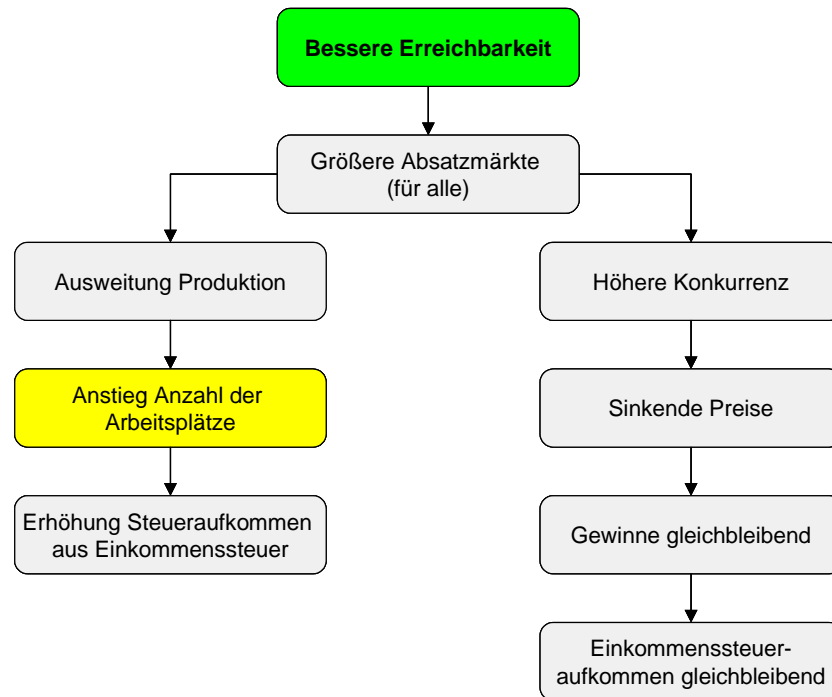 Bessere Erreichbarkeit
Größere Absatzmärkte
(für alle)
Ausweitung Produktion
Höhere Konkurrenz
Anstieg Anzahl der
Arbeitsplätze
Sinkende Preise
Erhöhung Steueraufkommen
aus Einkommenssteuer
Gewinne gleichbleibend
Einkommenssteuer-
aufkommen gleichbleibend